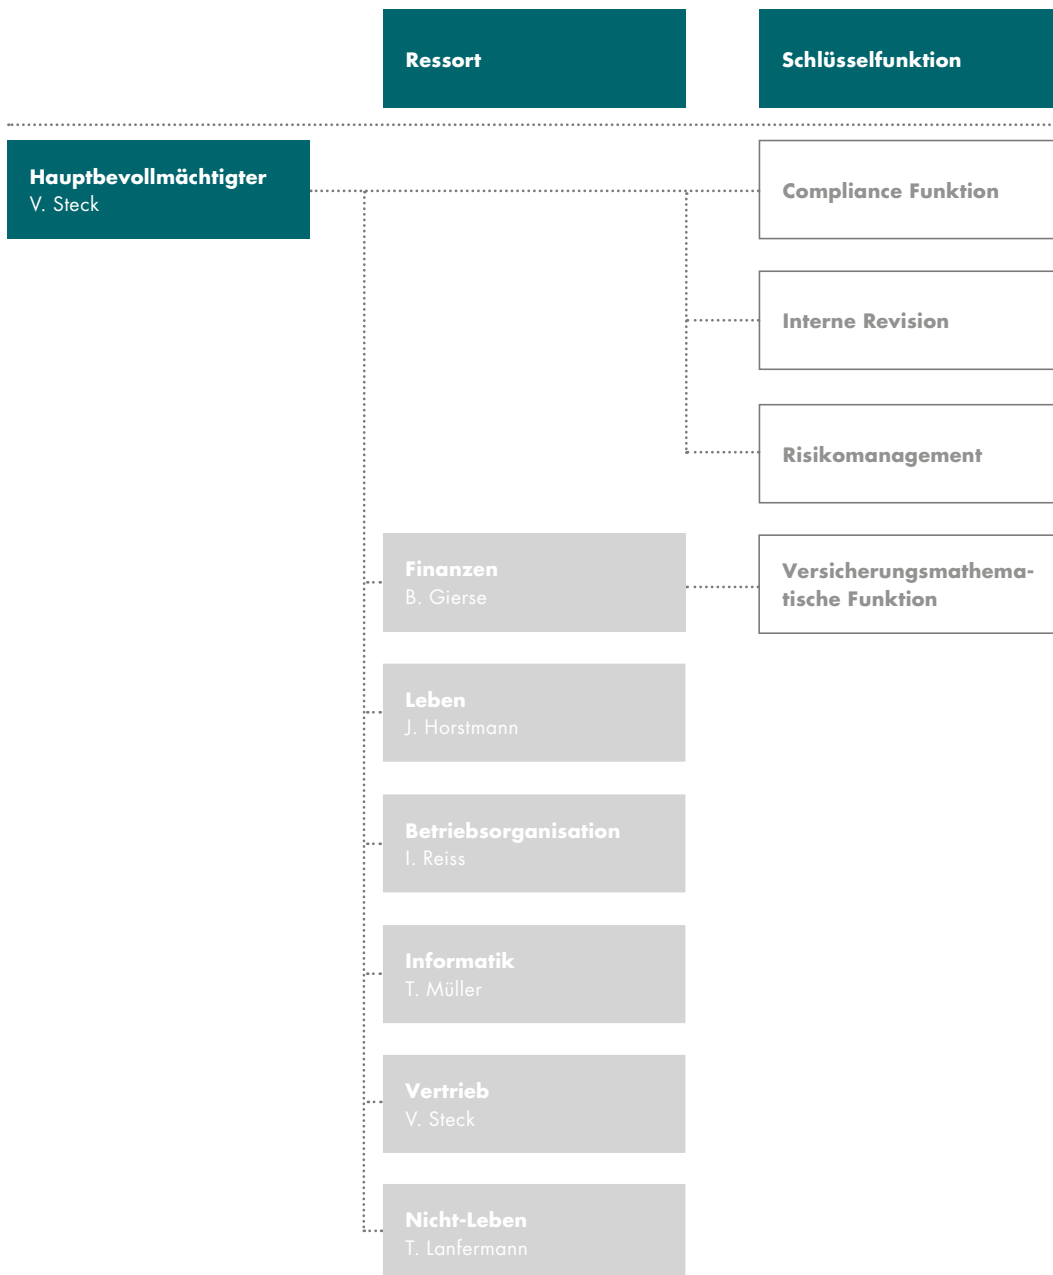 Ressort
Schlüsselfunktion
Hauptbevollmächtigter
V. Steck
Compliance Funktion
Interne Revision
Risikomanagement
Finanzen
B. Gierse
Versicherungsmathema-
tische Funktion
Leben
J. Horstmann
Betriebsorganisation
I. Reiss
Informatik
T. Müller
Vertrieb
V. Steck
Nicht-Leben
T. Lanfermann